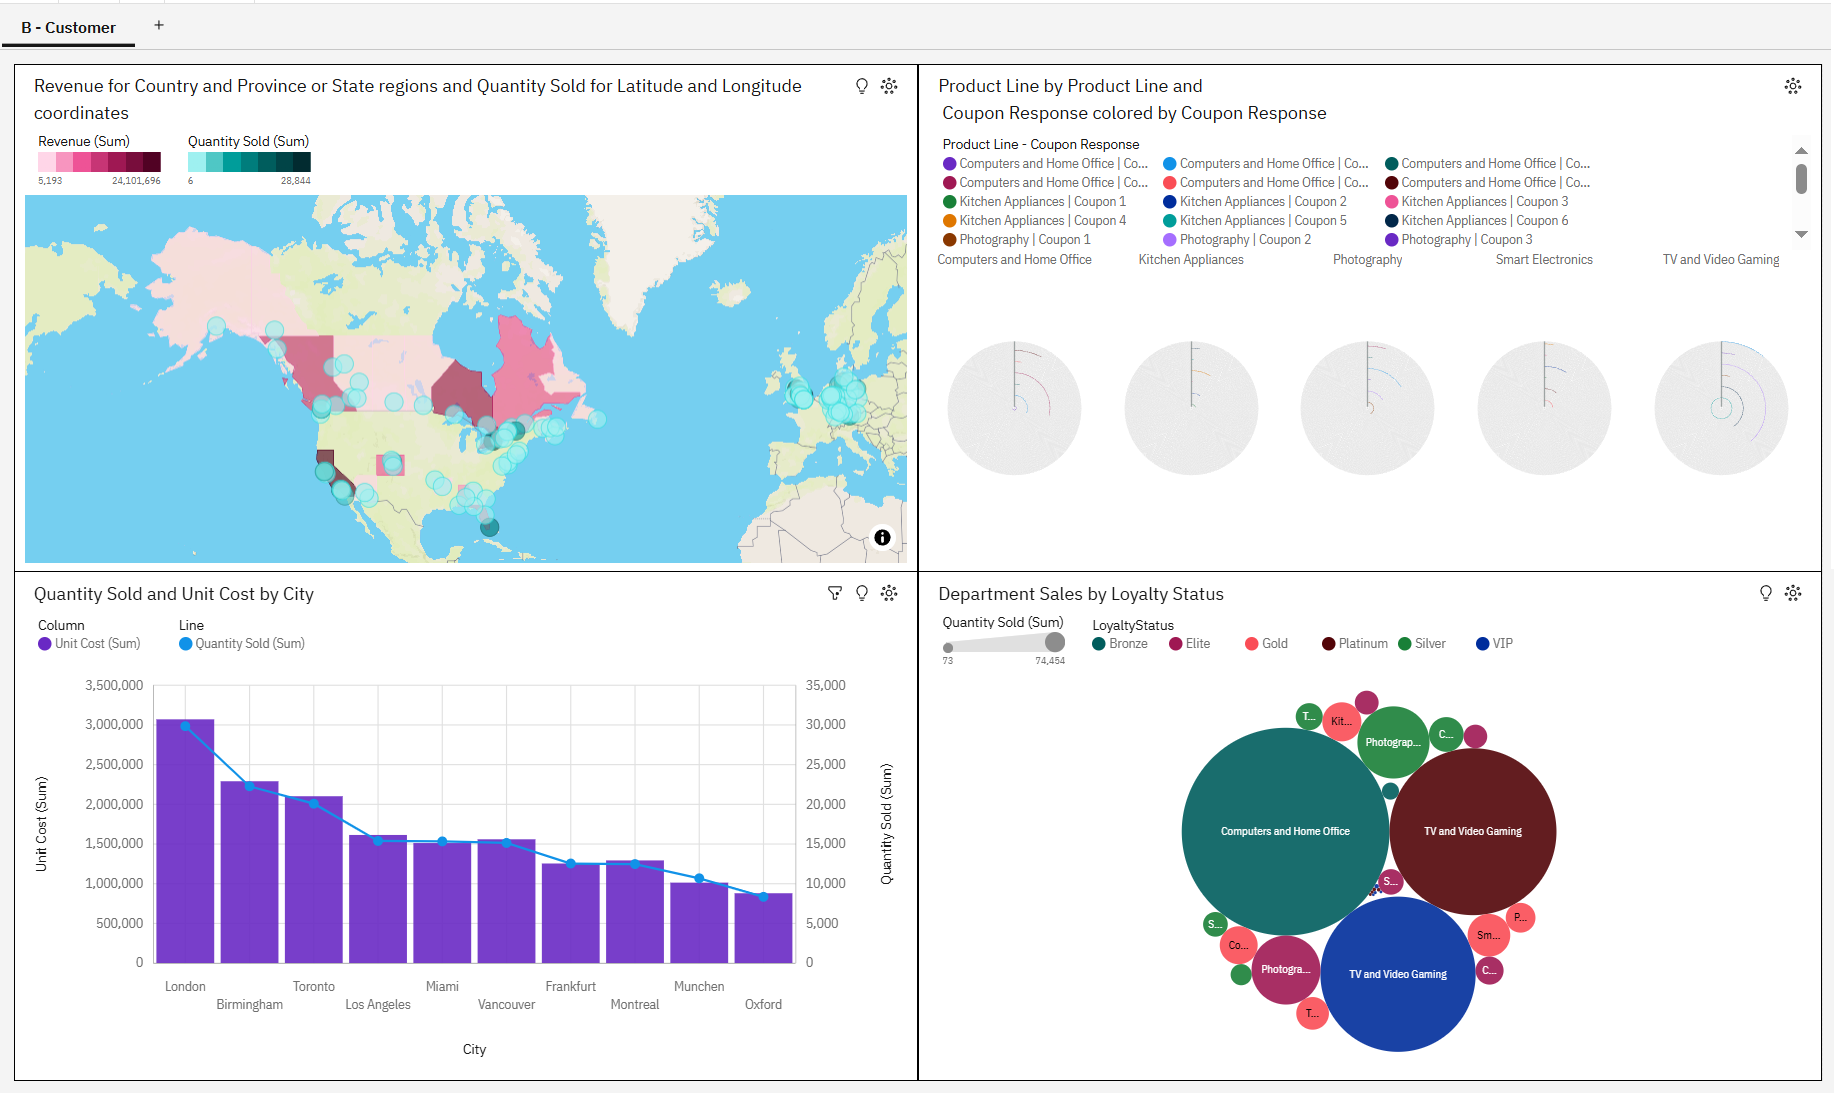 B - Customer +
Revenue for Country and Province or State regions and Quantity Sold for Latitude and Longitude
coordinates
Revenue (Sum)
5,193 24,101,696
Quantity Sold (Sum)
6 28,844
Product Line by Product Line and
Coupon Response colored by Coupon Response
Product Line - Coupon Response
Computers and Home Office | Co... Computers and Home Office | Co... Computers and Home Office | Co...
Computers and Home Office | Co... Computers and Home Office | Co... Computers and Home Office | Co...
Kitchen Appliances | Coupon 1 Kitchen Appliances | Coupon 2 Kitchen Appliances | Coupon 3
Kitchen Appliances | Coupon 4 Kitchen Appliances | Coupon 5 Kitchen Appliances | Coupon 6
Photography | Coupon 1 Photography | Coupon 2 Photography | Coupon 3
Computers and Home Office Kitchen Appliances Photography Smart Electronics TV and Video Gaming
Quantity Sold and Unit Cost by City
Column Line
Unit Cost (Sum) Quantity Sold (Sum)
3,500,000 35,000
3,000,000 30,000
2,500,000 25,000
2,000,000 20,000
1,500,000 15,000
1,000,000 10,000
500,000 5,000
0 0
Unit Cost (Sum)
Quantity Sold (Sum)
London Toronto Miami Frankfurt Munchen
Birmingham Los Angeles Vancouver Montreal Oxford
City
Department Sales by Loyalty Status
Quantity Sold (Sum)
73 74,454
LoyaltyStatus
Bronze Elite Gold Platinum Silver VIP
T... Kit...
Photograp... C...
Computers and Home Office TV and Video Gaming
S...
S... P...
Co... Sm...
Photogra... TV and Video Gaming C...
T...